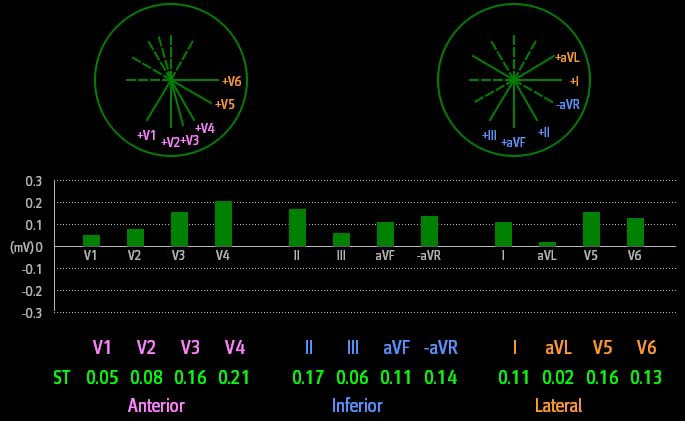 +V6
+V5
+V4
+V3
+V2
+V1
+aVL
+I
-aVR
+II
+aVF
+III
0.3
0.2
0.1
(mV) 0
-0.1
-0.2
-0.3
V1 V2 V3 V4 II III aVF -aVR I aVL V5 V6
V1 V2 V3 V4 II III aVF -aVR I aVL V5 V6
ST 0.05 0.08 0.16 0.21 0.17 0.06 0.11 0.14 0.11 0.02 0.16 0.13
Anterior Inferior Lateral